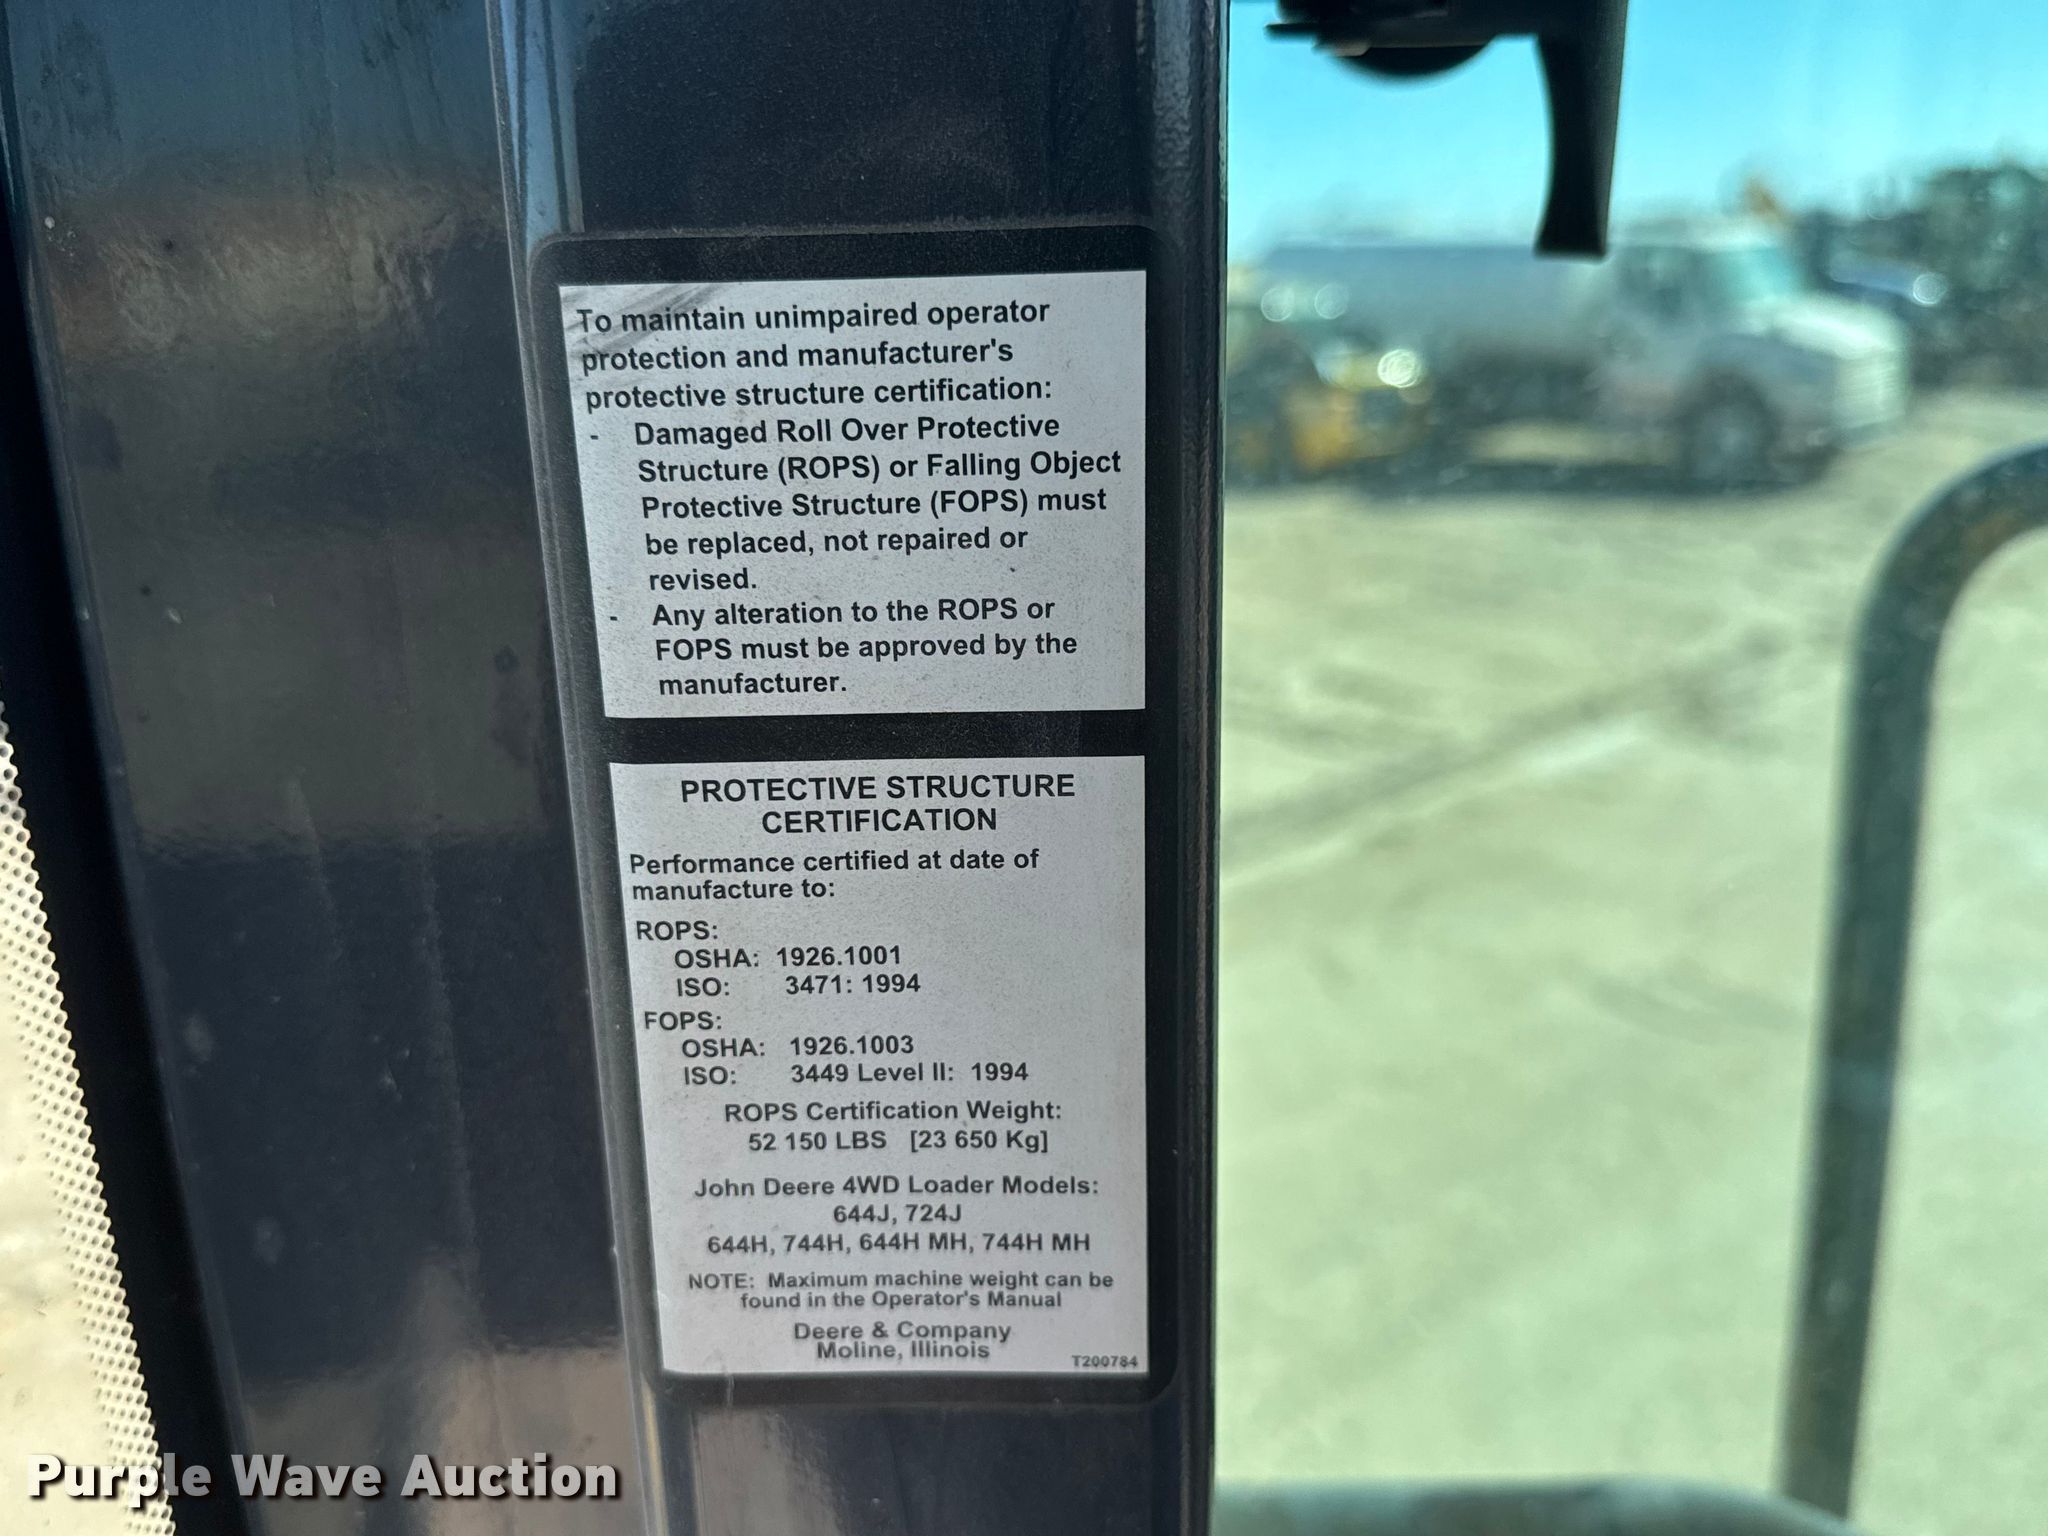 To maintain unimpaired operator
protection and manufacturer's
protective structure certification:
- Damaged Roll Over Protective
Structure (ROPS) or Falling Object
Protective Structure (FOPS) must
be replaced, not repaired or
revised.
- Any alteration to the ROPS or
FOPS must be approved by the
manufacturer.
PROTECTIVE STRUCTURE
CERTIFICATION
Performance certified at date of
manufacture to:
ROPS:
OSHA: 1926.1001
ISO: 3471: 1994
FOPS:
OSHA: 1926.1003
ISO: 3449 Level II: 1994
ROPS Certification Weight:
52 150 LBS [23 650 Kg]
John Deere 4WD Loader Models:
644J, 724J
644H, 744H, 644H MH, 744H MH
NOTE: Maximum machine weight can be
found in the Operator's Manual
Deere & Company
Moline, Illinois
T200784
Purple Wave Auction